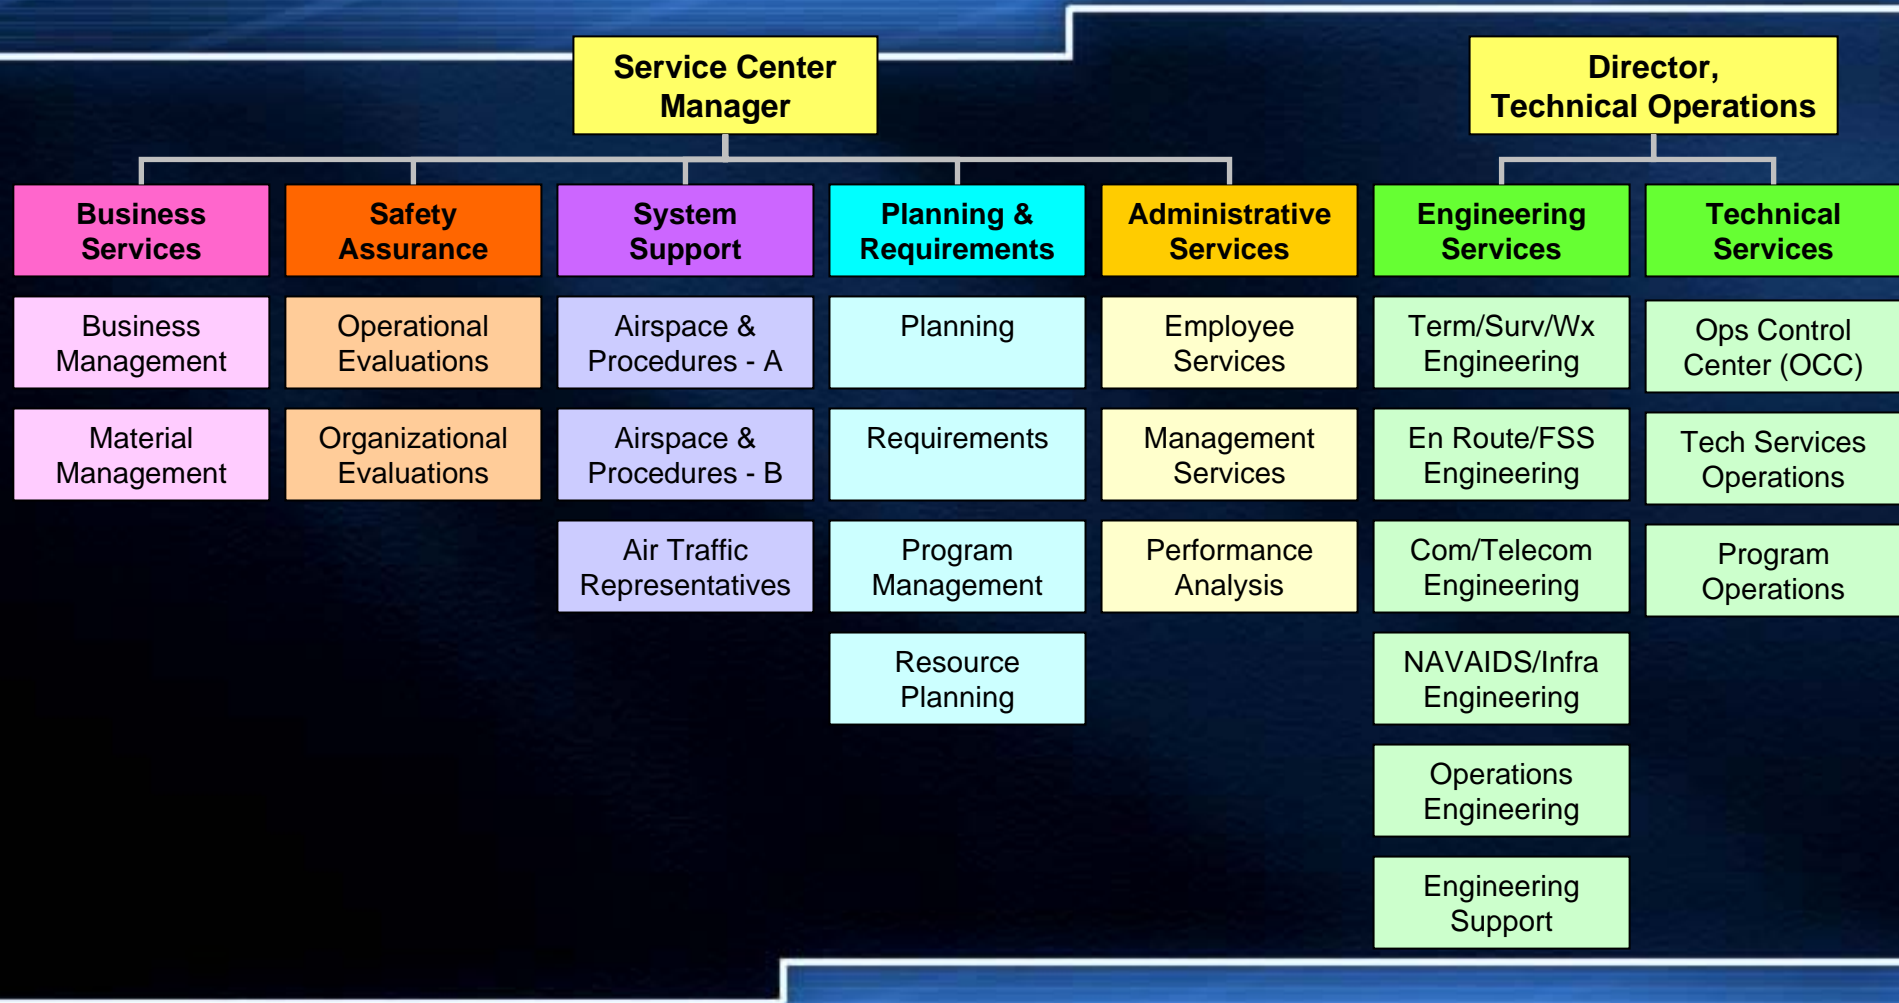 Service Center
Manager
Director,
Technical Operations
Business
Services
Safety
Assurance
System
Support
Planning &
Requirements
Administrative
Services
Engineering
Services
Technical
Services
Business
Management
Operational
Evaluations
Airspace &
Procedures - A
Planning
Employee
Services
Term/Surv/Wx
Engineering
Ops Control
Center (OCC)
Material
Management
Organizational
Evaluations
Airspace &
Procedures - B
Requirements
Management
Services
En Route/FSS
Engineering
Tech Services
Operations
Air Traffic
Representatives
Program
Management
Performance
Analysis
Com/Telecom
Engineering
Program
Operations
Resource
Planning
NAVAIDS/Infra
Engineering
Operations
Engineering
Engineering
Support